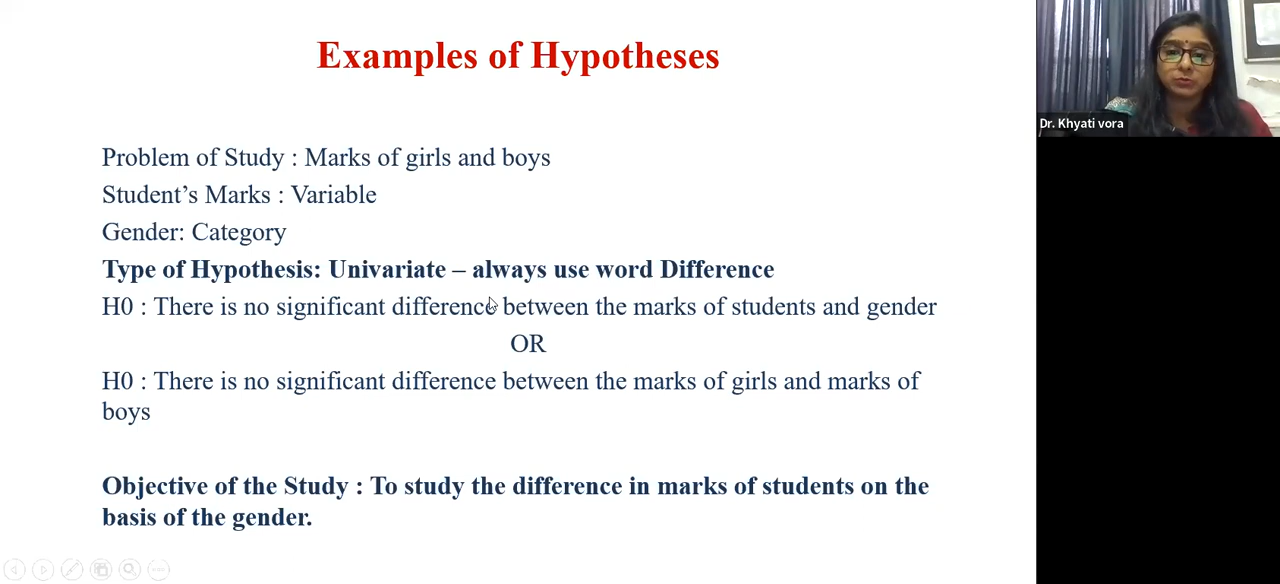 Examples of Hypotheses
Problem of Study : Marks of girls and boys
Student’s Marks : Variable
Gender: Category
Type of Hypothesis: Univariate – always use word Difference
H0 : There is no significant difference between the marks of students and gender
OR
H0 : There is no significant difference between the marks of girls and marks of
boys
Objective of the Study : To study the difference in marks of students on the
basis of the gender.
Dr. Khyati vora